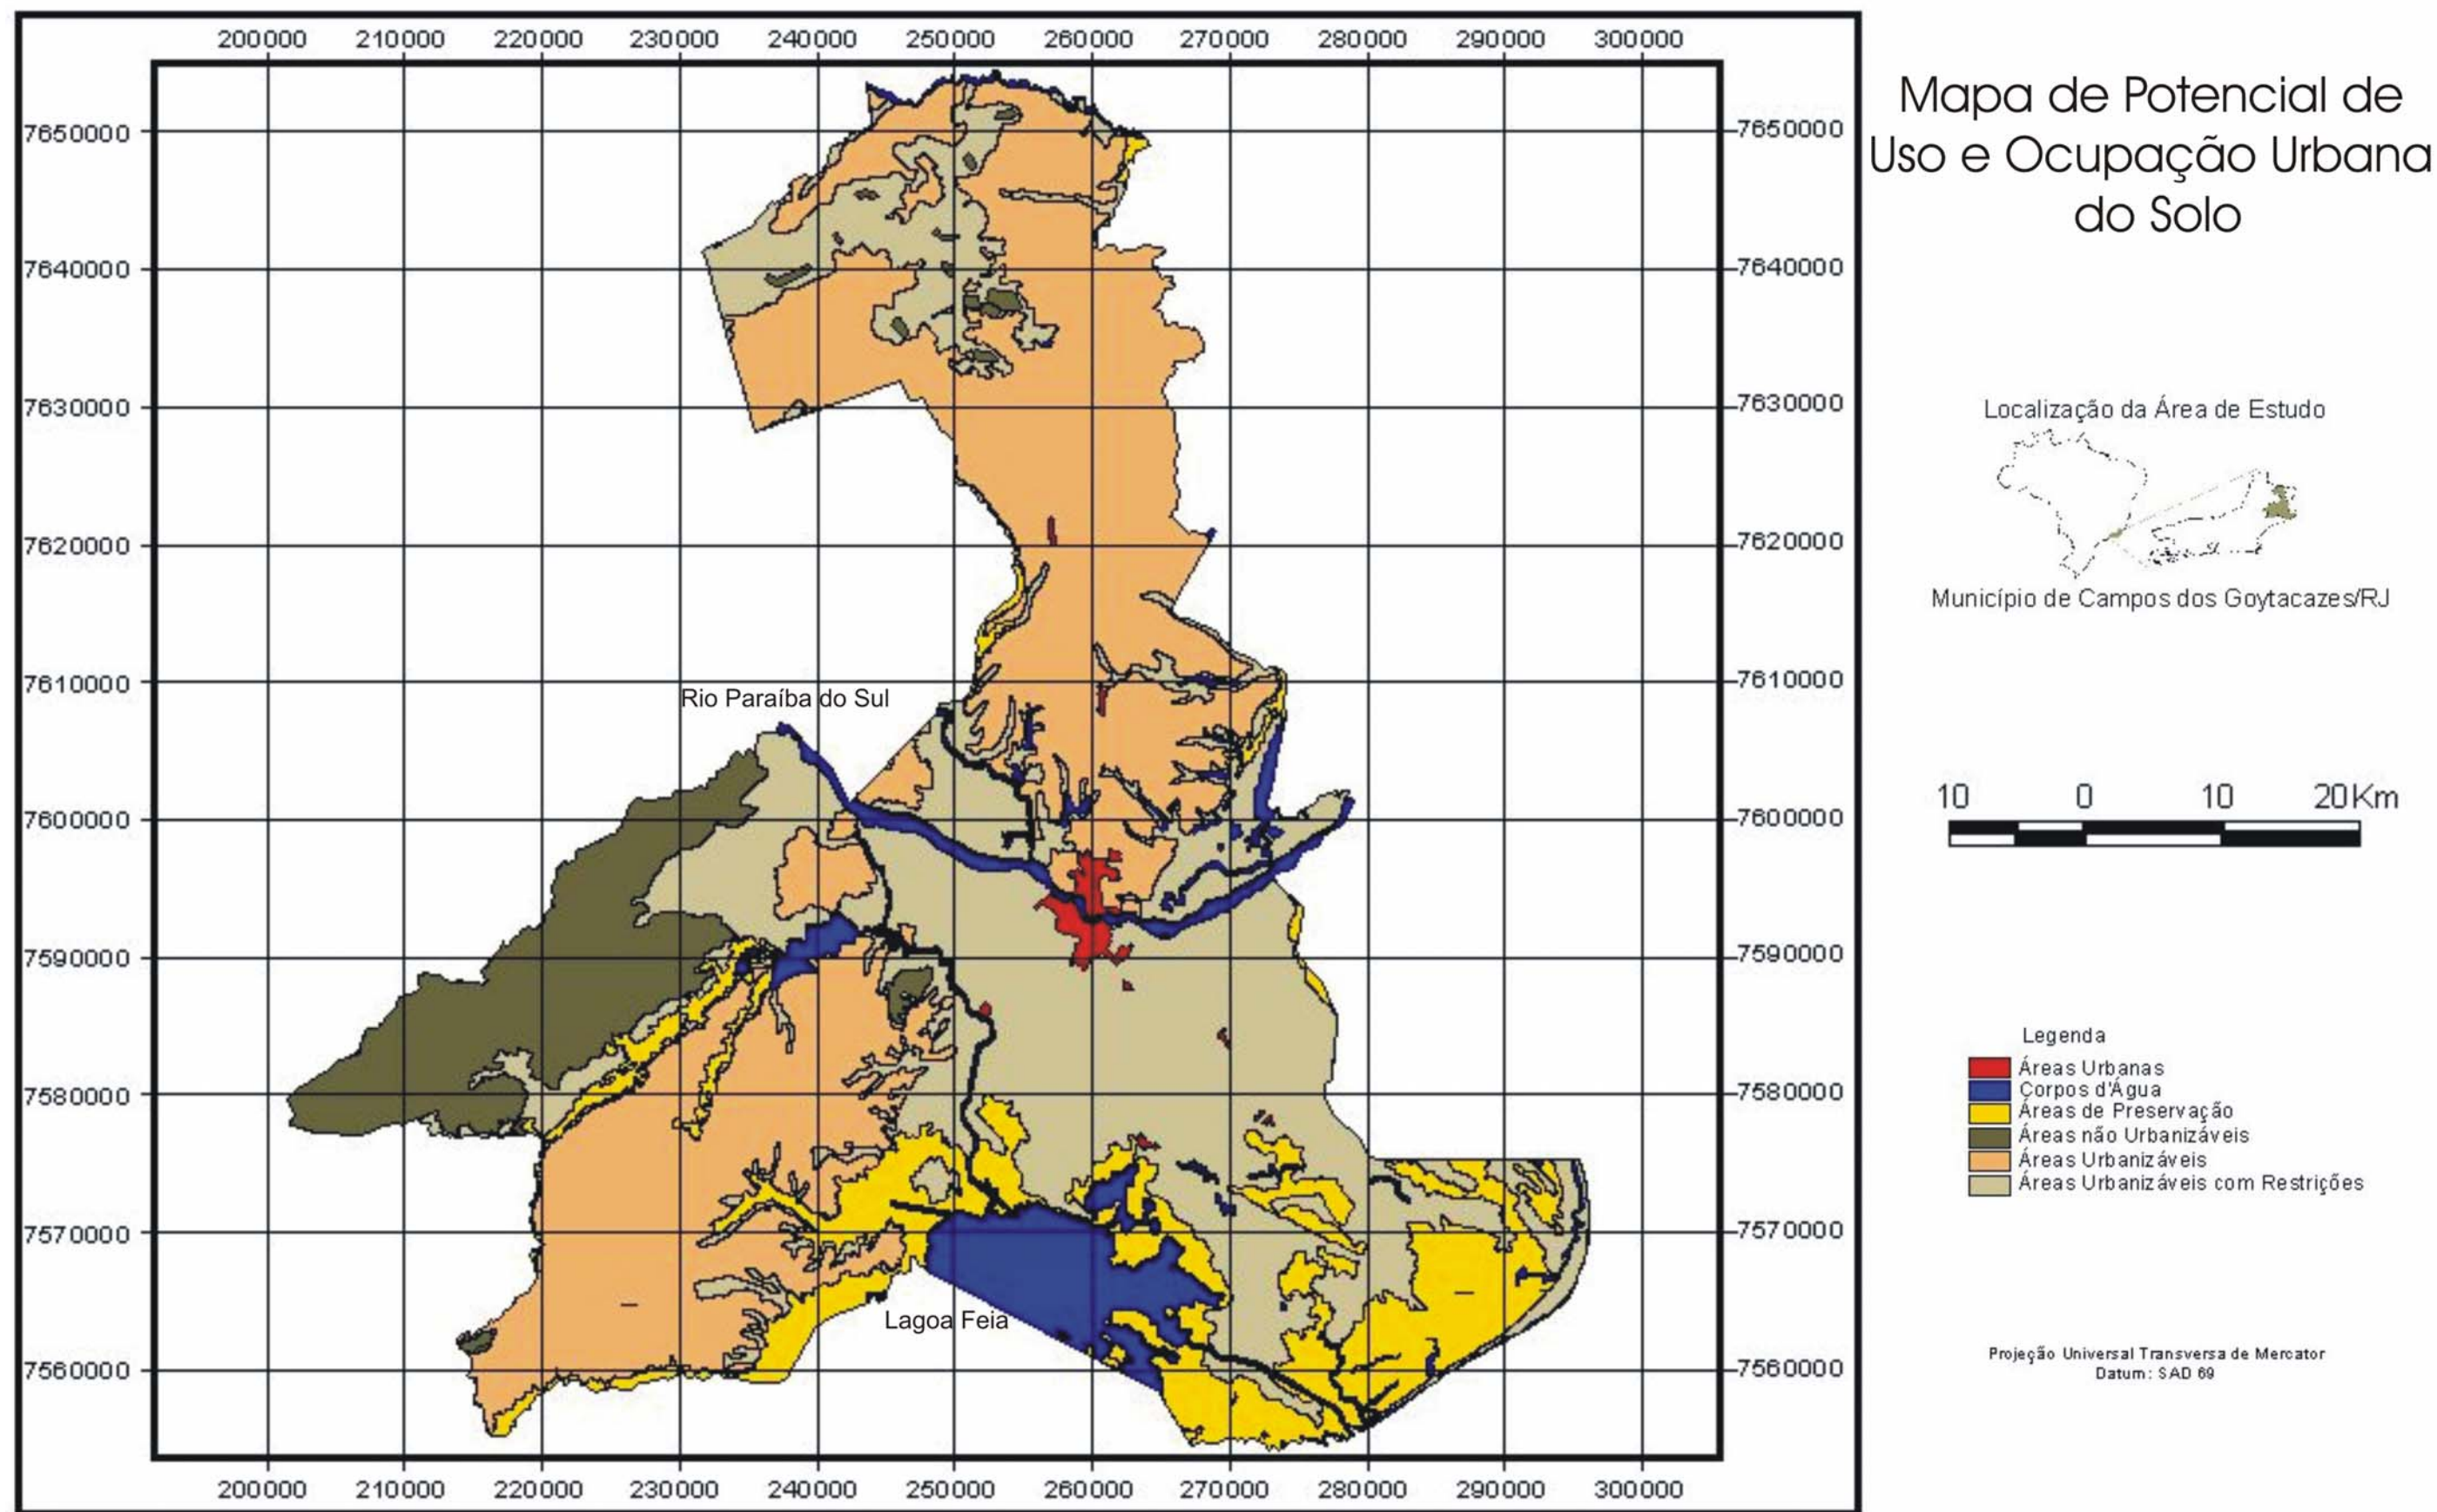 200000 210000 220000 230000 240000 250000 260000 270000 280000 290000 300000
Mapa de Potencial de
Uso e Ocupação Urbana
do Solo
7650000 7650000
7640000 7640000
7630000 7630000
7620000 7620000
7610000 7610000
7600000 7600000
7590000 7590000
7580000 7580000
7570000 7570000
7560000 7560000
Rio Paraíba do Sul
Lagoa Feia
200000 210000 220000 230000 240000 250000 260000 270000 280000 290000 300000
Localização da Área de Estudo
Município de Campos dos Goytacazes/RJ
10 0 10 20Km
Legenda
Áreas Urbanas
Corpos d'Água
Áreas de Preservação
Áreas não Urbanizáveis
Áreas Urbanizáveis
Áreas Urbanizáveis com Restrições
Projeção Universal Transversa de Mercator
Datum: SAD 69